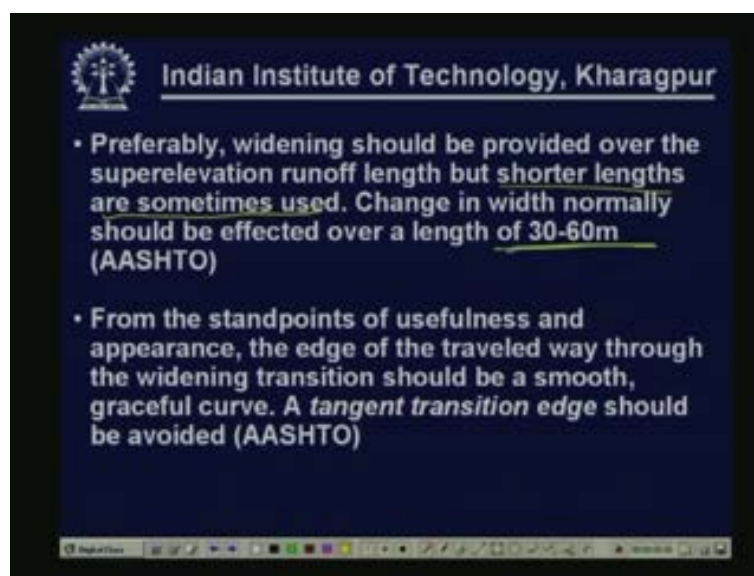 Indian Institute of Technology, Kharagpur
• Preferably, widening should be provided over the
superelevation runoff length but shorter lengths
are sometimes used. Change in width normally
should be effected over a length of 30-60m
(AASHTO)
• From the standpoints of usefulness and
appearance, the edge of the traveled way through
the widening transition should be a smooth,
graceful curve. A tangent transition edge should
be avoided (AASHTO)